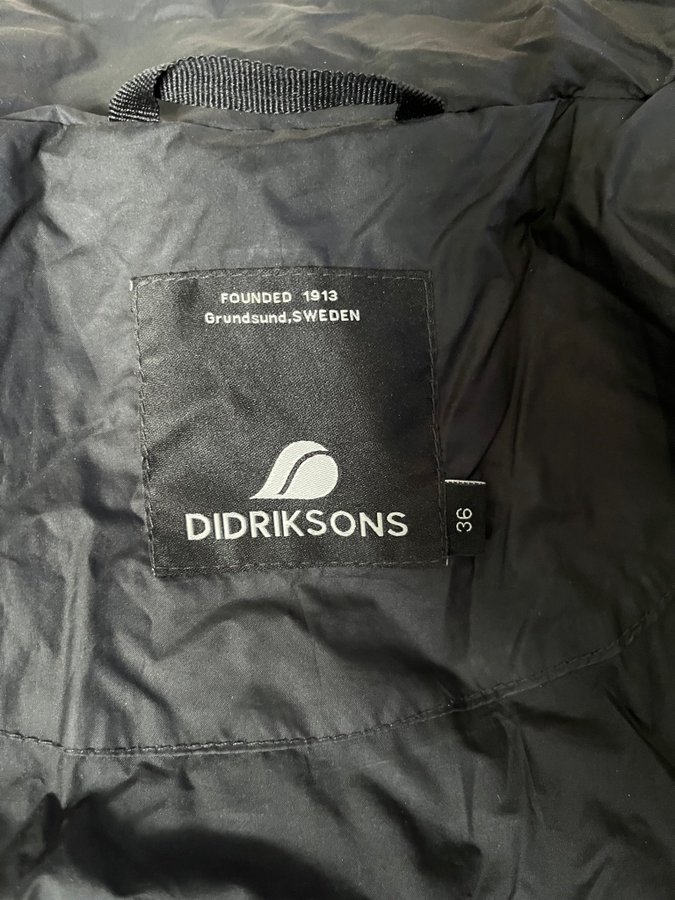 FOUNDED 1913
Grundsund,SWEDEN
DIDRIKSONS
36